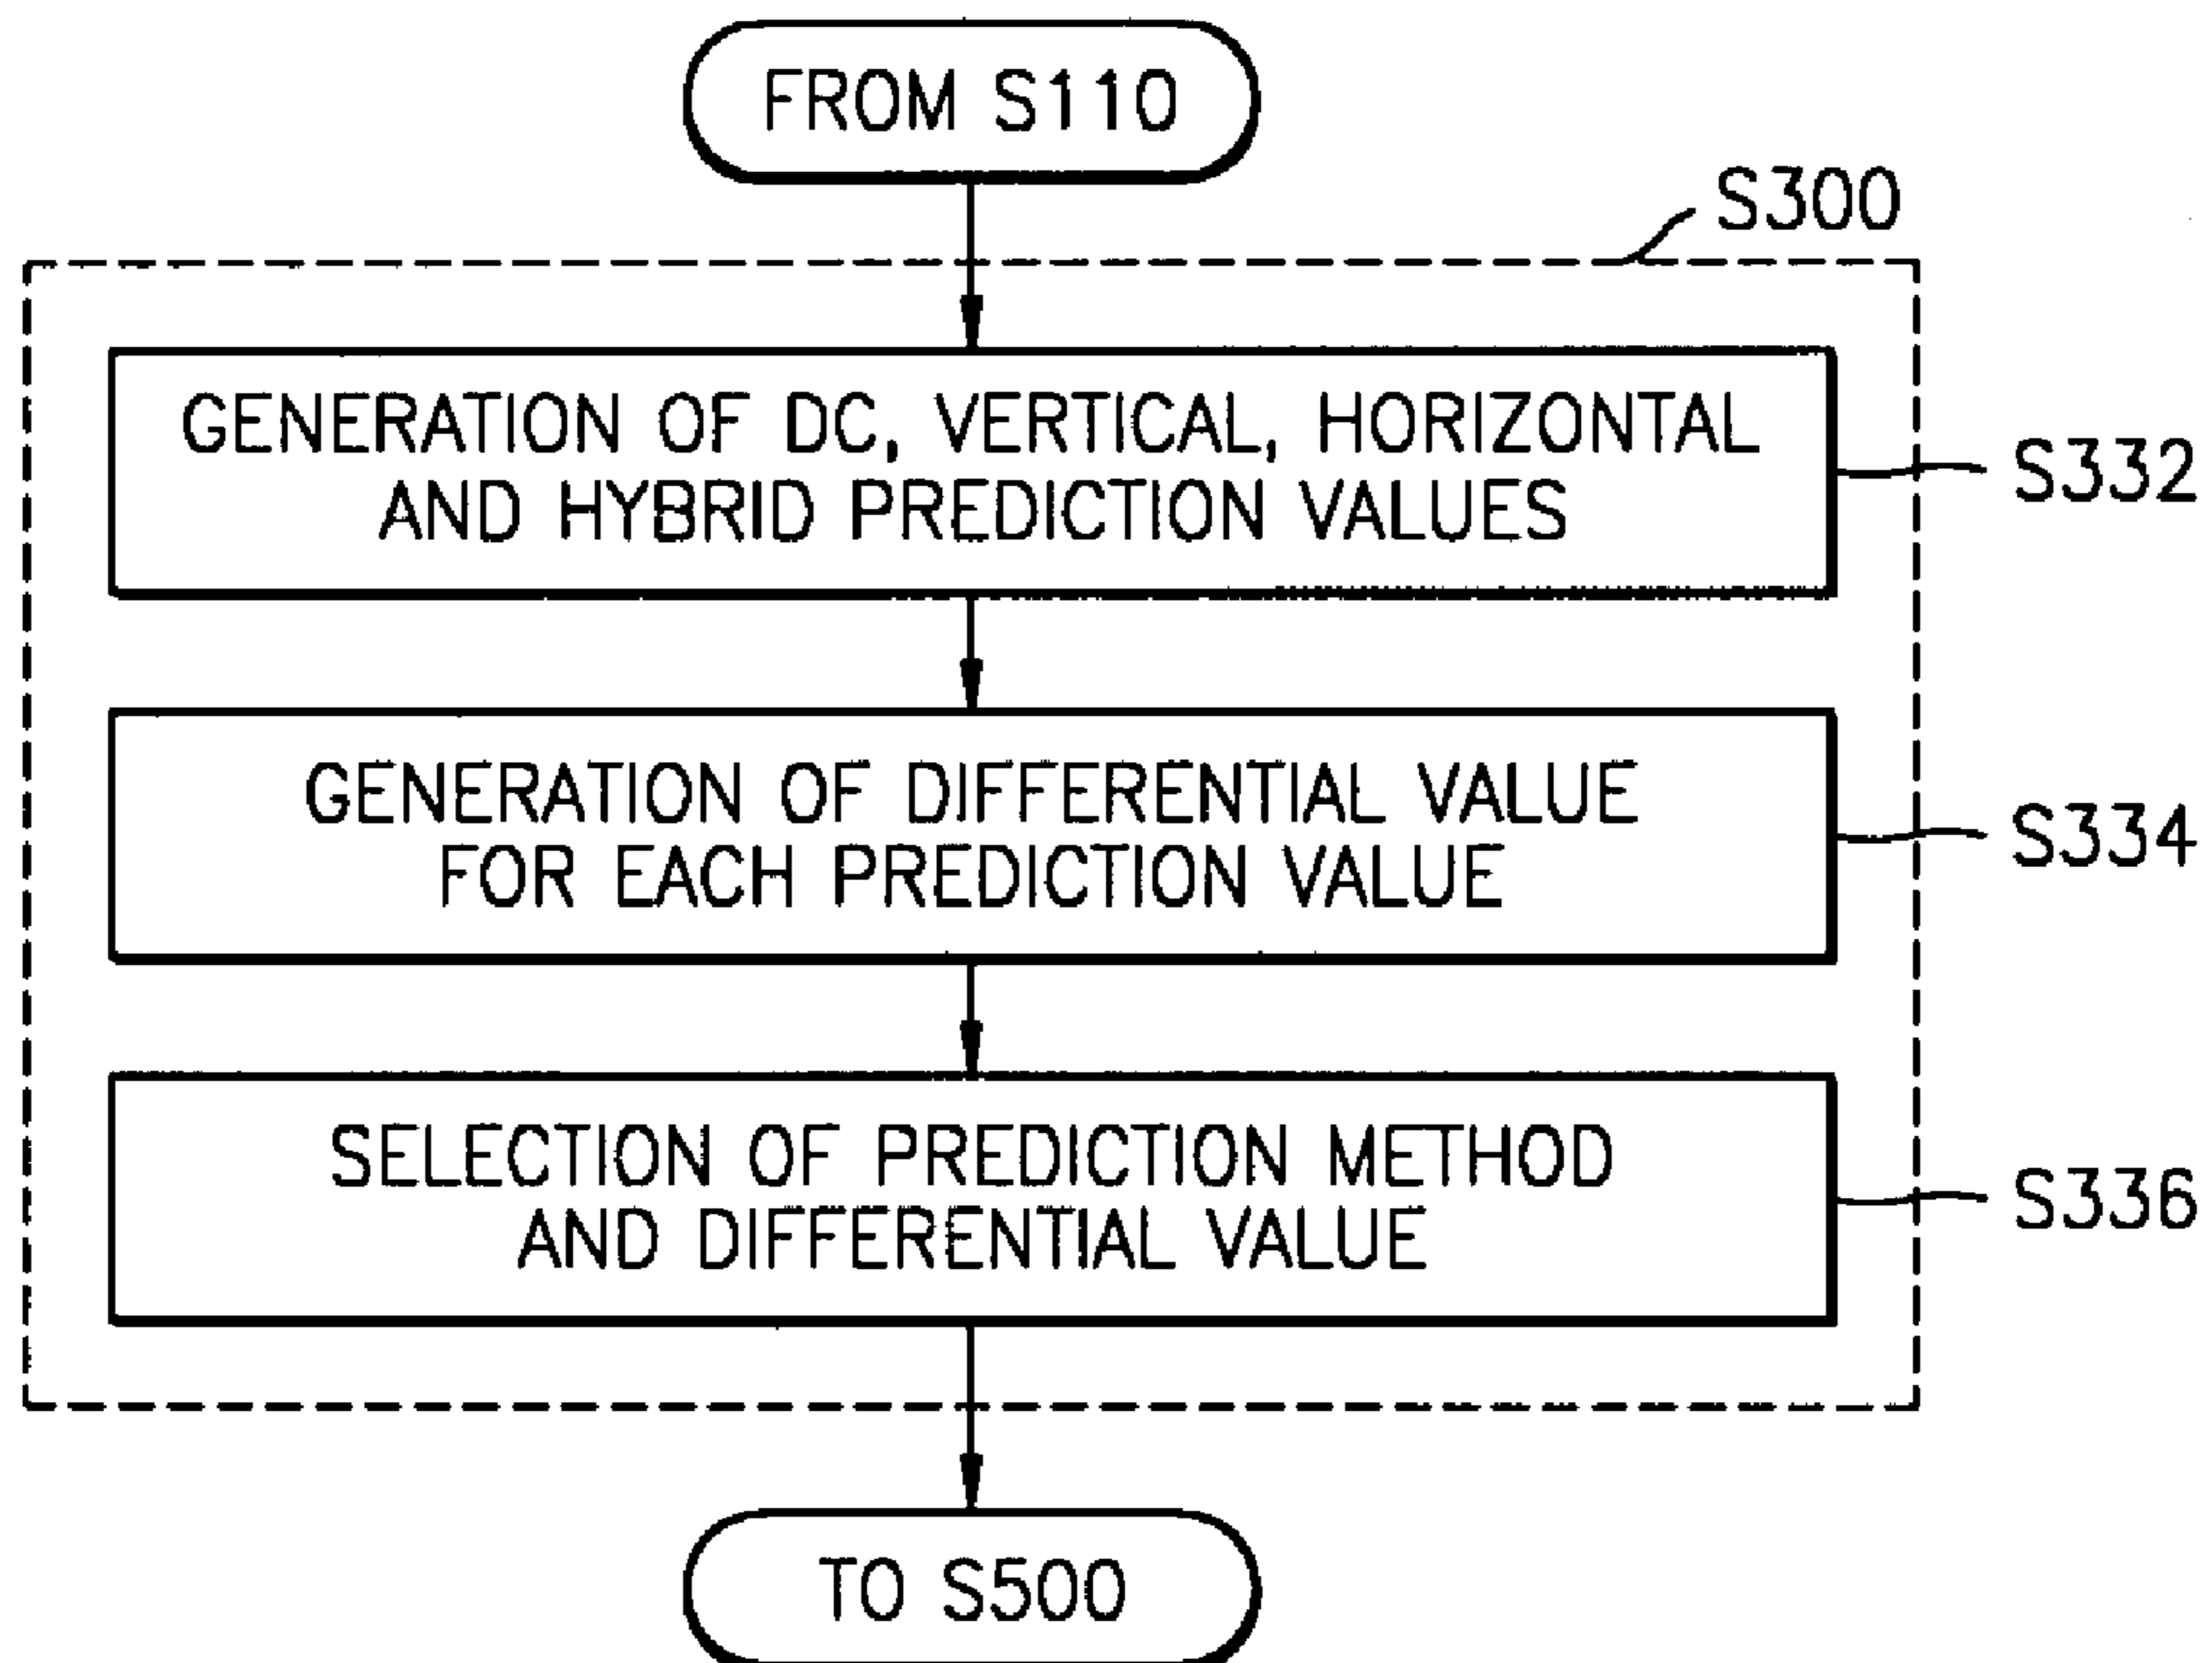 FROM S110
S300
GENERATION OF DC, VERTICAL, HORIZONTAL
AND HYBRID PREDICTION VALUES
S332
GENERATION OF DIFFERENTIAL VALUE
FOR EACH PREDICTION VALUE
S334
SELECTION OF PREDICTION METHOD
AND DIFFERENTIAL VALUE
S336
TO S500